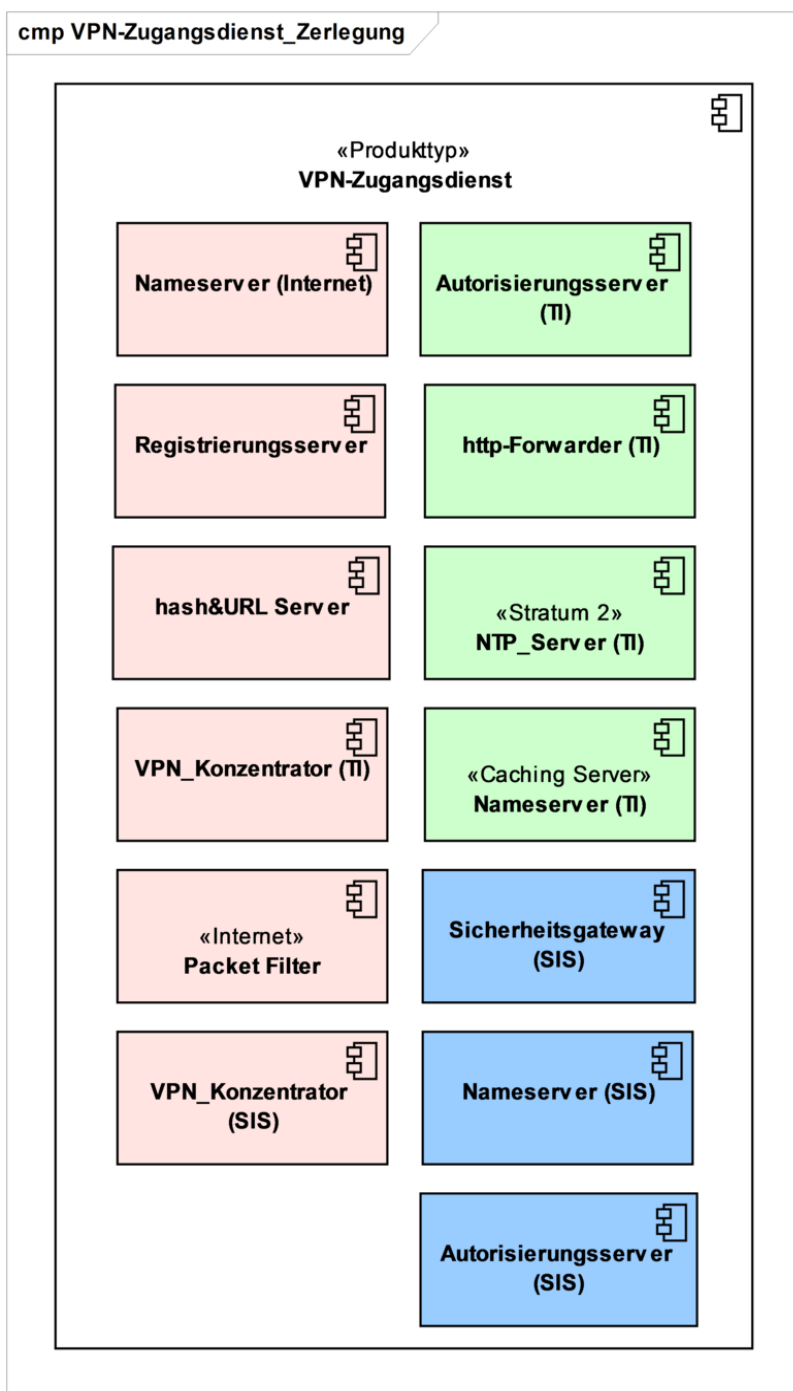 cmp VPN-Zugangsdienst_Zerlegung
«Produkttyp»
VPN-Zugangsdienst
Nameserver (Internet)
Autorisierungsserver
(TI)
Registrierungsserver
http-Forwarder (TI)
hash&URL Server
«Stratum 2»
NTP_Server (TI)
VPN_Konzentrator (TI)
«Caching Server»
Nameserver (TI)
«Internet»
Packet Filter
Sicherheitsgateway
(SIS)
VPN_Konzentrator
(SIS)
Nameserver (SIS)
Autorisierungsserver
(SIS)